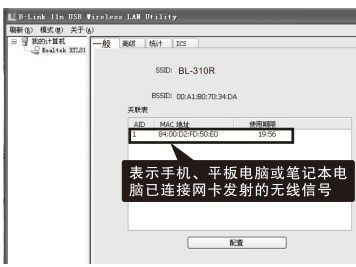 B-Link 11n USB Wireless LAN Utility
刷新(R) 模式(M) 关于(A)
我的计算机
Realtek RTL81
一般 高级 统计 ICS
SSID: BL-310R
BSSID: 00:A1:B0:7D:34:DA
关联表
AID MAC 地址 使用期限
1 84:00:D2:FD:50:E0 19:56
表示手机、平板电脑或笔记本电
脑已连接网卡发射的无线信号
配置